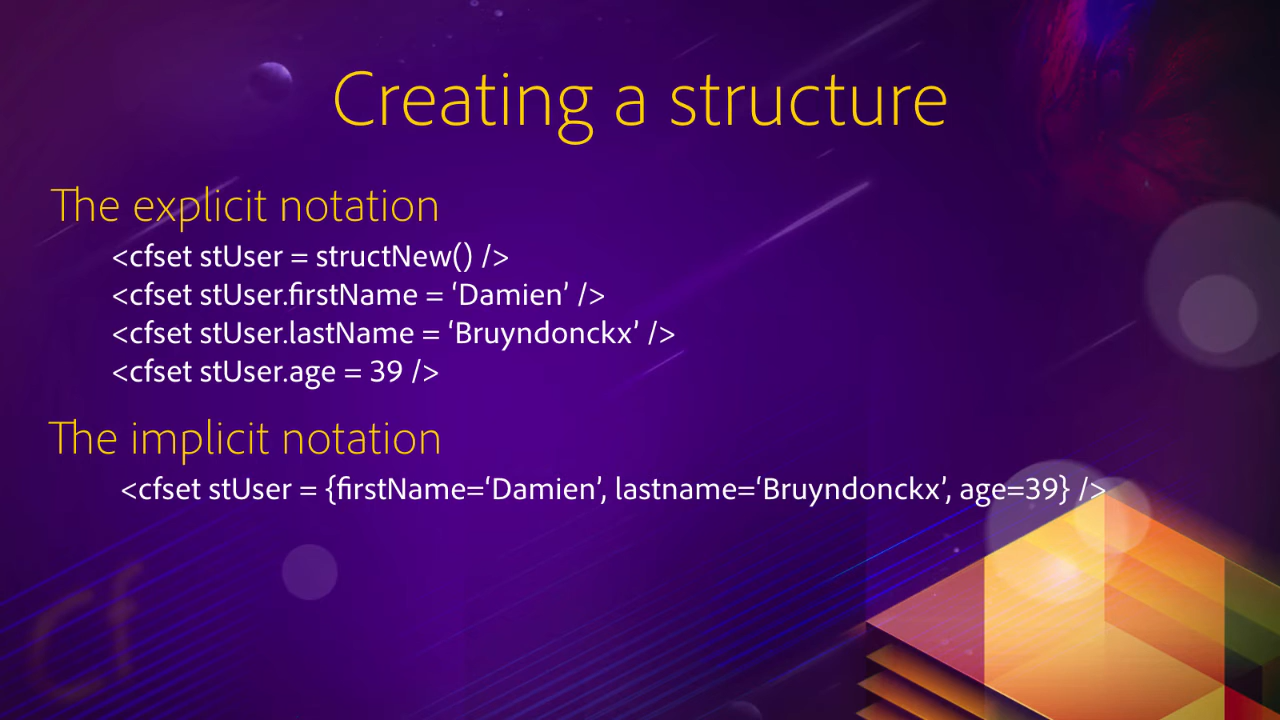 Creating a structure
The explicit notation
<cfset stUser = structNew() />
<cfset stUser.firstName = ‘Damien’ />
<cfset stUser.lastName = ‘Bruyndonckx’ />
<cfset stUser.age = 39 />
The implicit notation
<cfset stUser = {firstName=‘Damien’, lastname=‘Bruyndonckx’, age=39} />
Cf